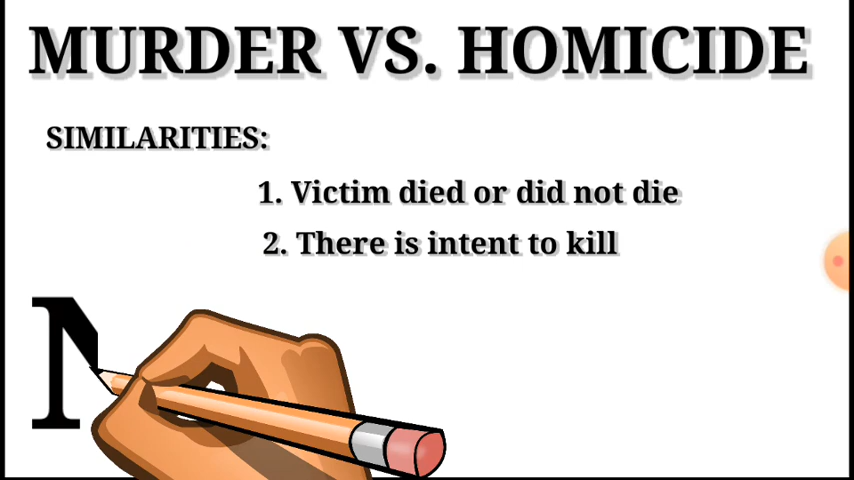 MURDER VS. HOMICIDE
SIMILARITIES:
1. Victim died or did not die
2. There is intent to kill